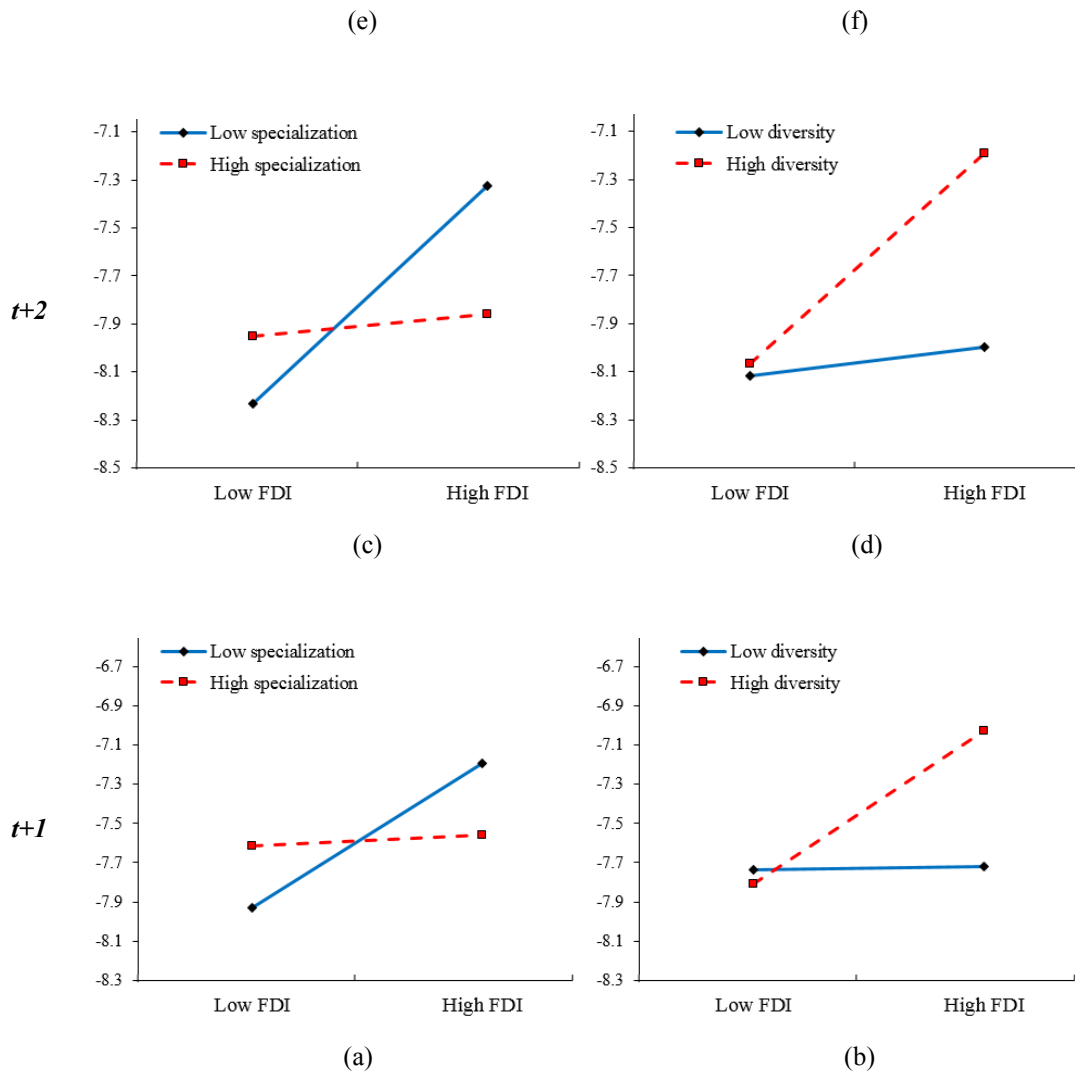 (e)
(f)
Low specialization
High specialization
-7.1
-7.3
-7.5
-7.7
-7.9
-8.1
-8.3
-8.5
Low FDI
High FDI
Low diversity
High diversity
-7.1
-7.3
-7.5
-7.7
-7.9
-8.1
-8.3
-8.5
Low FDI
High FDI
t+2
(c)
(d)
Low specialization
High specialization
-6.7
-6.9
-7.1
-7.3
-7.5
-7.7
-7.9
-8.1
-8.3
Low FDI
High FDI
Low diversity
High diversity
-6.7
-6.9
-7.1
-7.3
-7.5
-7.7
-7.9
-8.1
-8.3
Low FDI
High FDI
t+1
(a)
(b)